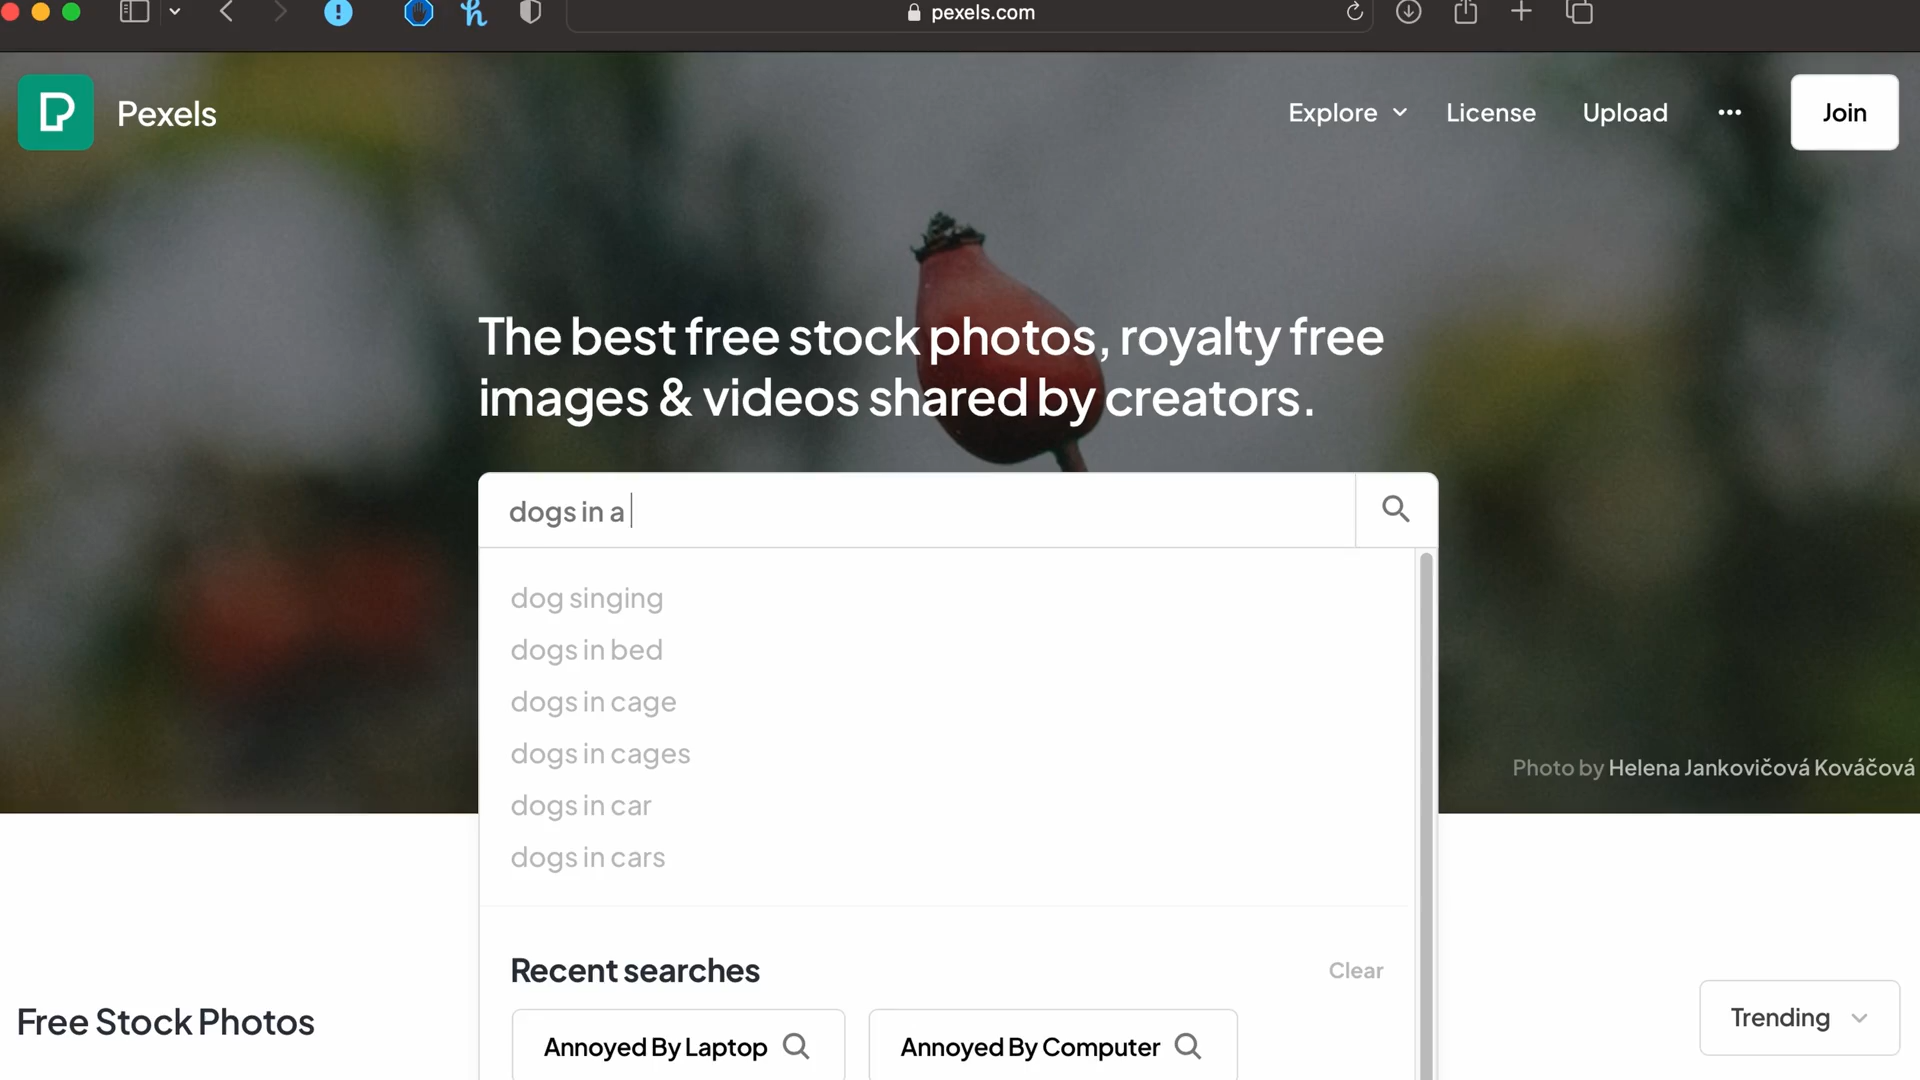 pexels.com
Pexels
Explore
License
Upload
Join
The best free stock photos, royalty free
images & videos shared by creators.
dogs in a
dog singing
dogs in bed
dogs in cage
dogs in cages
dogs in car
dogs in cars
Photo by Helena Jankovičová Kováčová
Recent searches
Clear
Free Stock Photos
Trending
Annoyed By Laptop
Annoyed By Computer